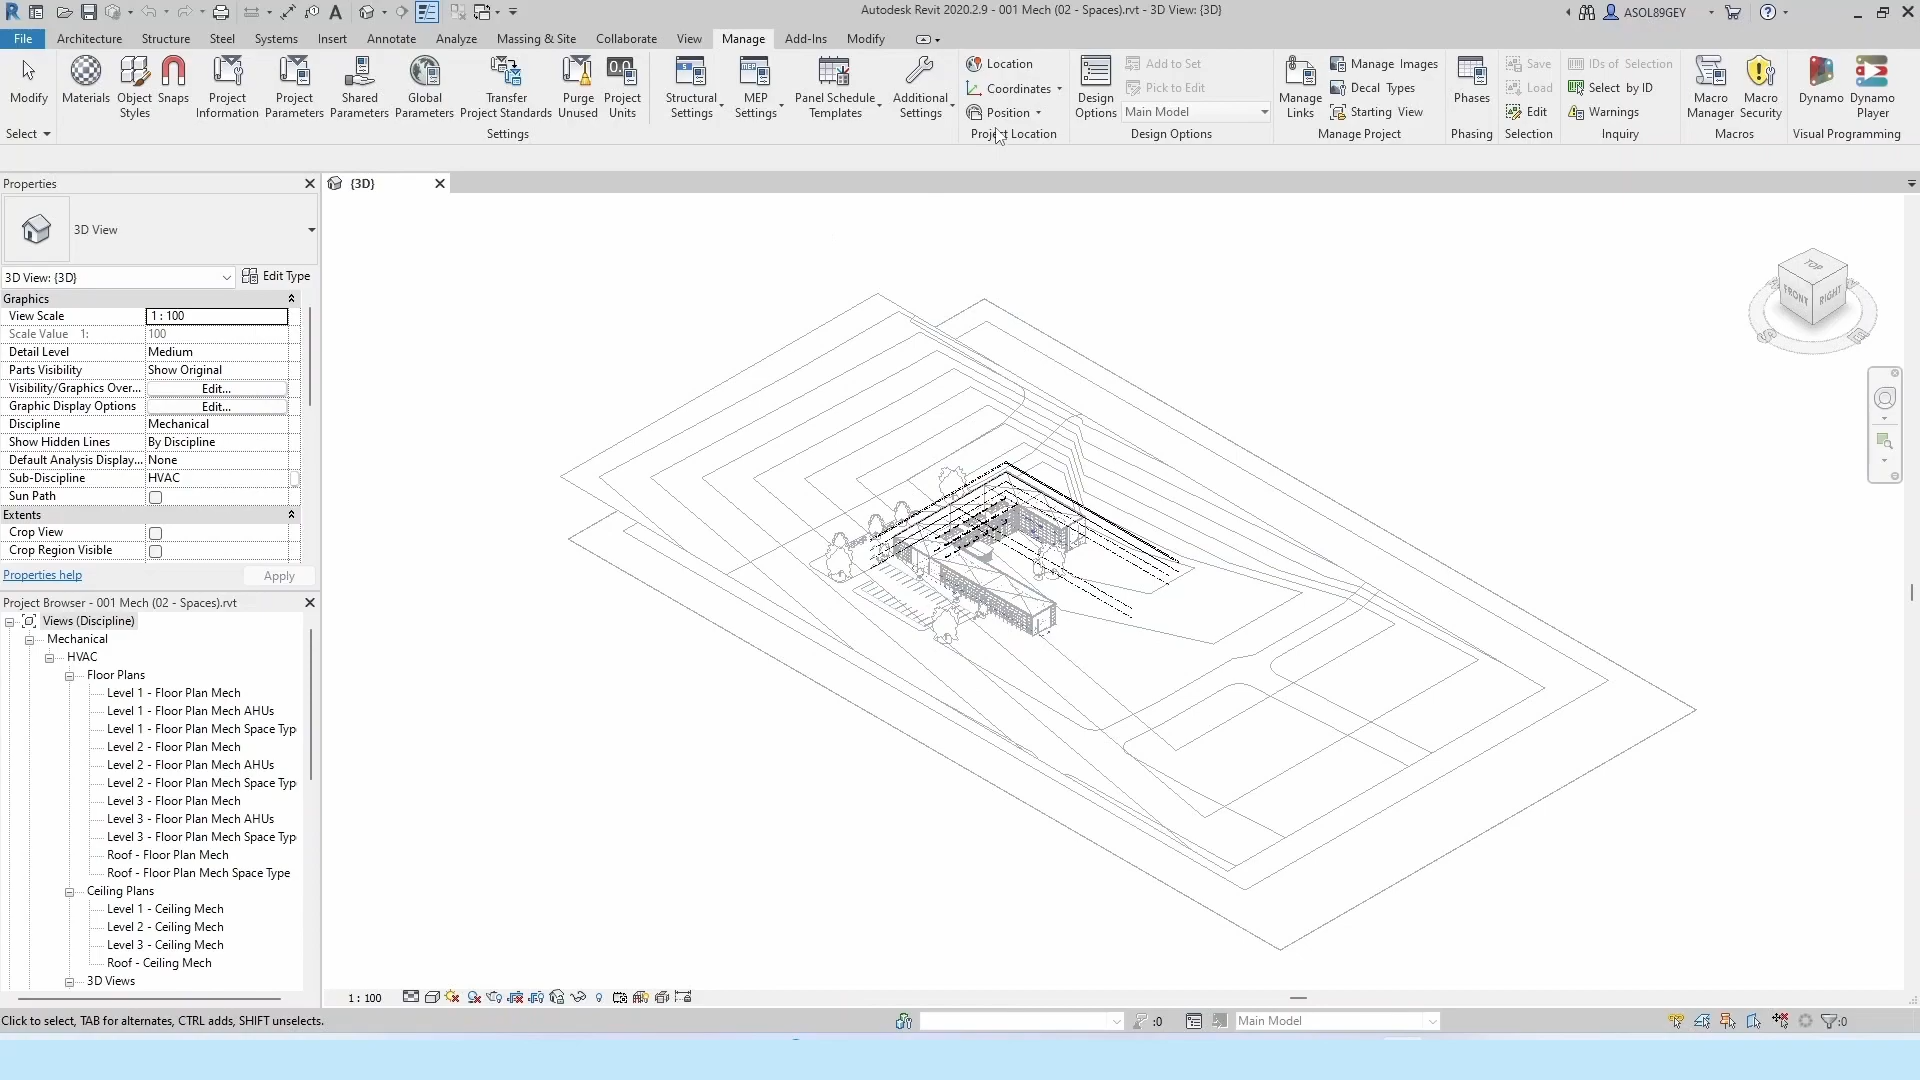 Autodesk Revit 2020.2.9 - 001 Mech (02 - Spaces).rvt - 3D View: {3D}
ASOL89GEY
File Architecture Structure Steel Systems Insert Annotate Analyze Massing & Site Collaborate View Manage Add-Ins Modify
Modify
Materials
Object Styles
Snaps
Project Information
Project Parameters
Shared Parameters
Global Parameters
Transfer Project Standards
Purge Unused
Project Units
Structural Settings
MEP Settings
Panel Schedule Templates
Additional Settings
Location
Coordinates
Position
Design Options
Add to Set
Pick to Edit
Main Model
Manage Links
Manage Images
Decal Types
Starting View
Phases
Save
Load
Edit
IDs of Selection
Select by ID
Warnings
Macro Manager
Macro Security
Dynamo
Dynamo Player
Select
Settings
Project Location
Design Options
Manage Project
Phasing
Selection
Inquiry
Macros
Visual Programming
Properties
{3D}
3D View
3D View: {3D}
Edit Type
Graphics
View Scale 1 : 100
Scale Value 1: 100
Detail Level Medium
Parts Visibility Show Original
Visibility/Graphics Over... Edit...
Graphic Display Options Edit...
Discipline Mechanical
Show Hidden Lines By Discipline
Default Analysis Display... None
Sub-Discipline HVAC
Sun Path
Extents
Crop View
Crop Region Visible
Properties help
Apply
Project Browser - 001 Mech (02 - Spaces).rvt
Views (Discipline)
Mechanical
HVAC
Floor Plans
Level 1 - Floor Plan Mech
Level 1 - Floor Plan Mech AHUs
Level 1 - Floor Plan Mech Space Typ
Level 2 - Floor Plan Mech
Level 2 - Floor Plan Mech AHUs
Level 2 - Floor Plan Mech Space Typ
Level 3 - Floor Plan Mech
Level 3 - Floor Plan Mech AHUs
Level 3 - Floor Plan Mech Space Typ
Roof - Floor Plan Mech
Roof - Floor Plan Mech Space Type
Ceiling Plans
Level 1 - Ceiling Mech
Level 2 - Ceiling Mech
Level 3 - Ceiling Mech
Roof - Ceiling Mech
3D Views
TOP
FRONT
RIGHT
S
E
1 : 100
Click to select, TAB for alternates, CTRL adds, SHIFT unselects.
:0
Main Model
:0